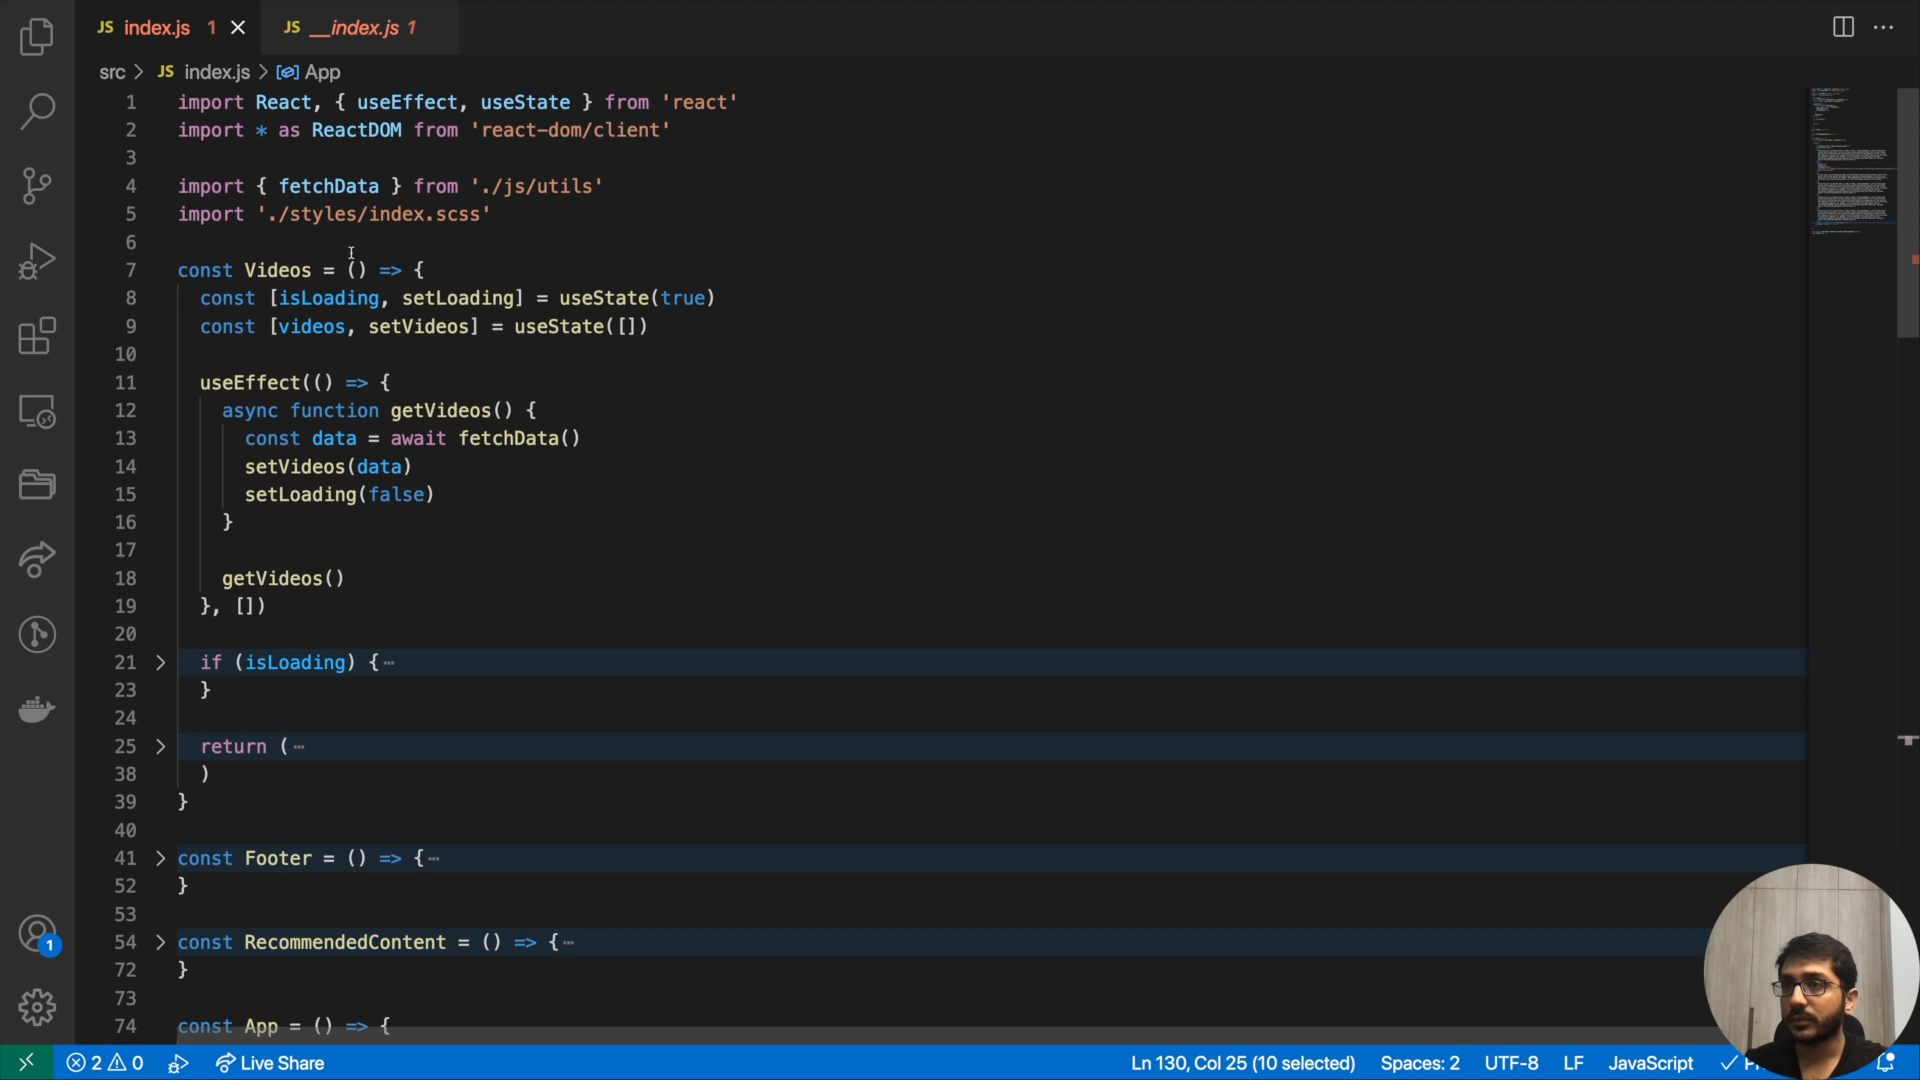 JS index.js 1 JS __index.js 1
src JS index.js App
1 import React, { useEffect, useState } from 'react'
2 import * as ReactDOM from 'react-dom/client'
3
4 import { fetchData } from './js/utils'
5 import './styles/index.scss'
6
7 const Videos = () => {
8 const [isLoading, setLoading] = useState(true)
9 const [videos, setVideos] = useState([])
10
11 useEffect(() => {
12 async function getVideos() {
13 const data = await fetchData()
14 setVideos(data)
15 setLoading(false)
16 }
17
18 getVideos()
19 }, [])
20
21 if (isLoading) {⋯
23 }
24
25 return (⋯
38 )
39 }
40
41 const Footer = () => {⋯
52 }
53
54 const RecommendedContent = () => {⋯
72 }
73
74 const App = () => {
1
2 0 Live Share Ln 130, Col 25 (10 selected) Spaces: 2 UTF-8 LF JavaScript